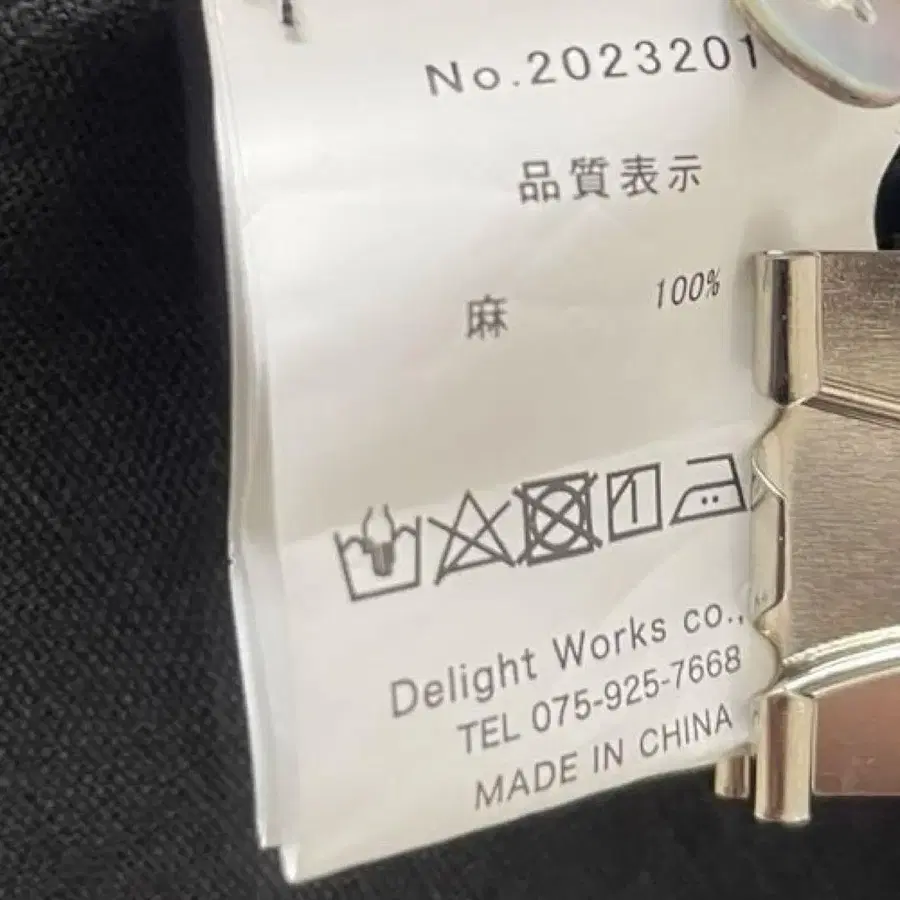 No.2023201
品質表示
麻 100%
Delight Works co.,
TEL 075-925-7668
MADE IN CHINA